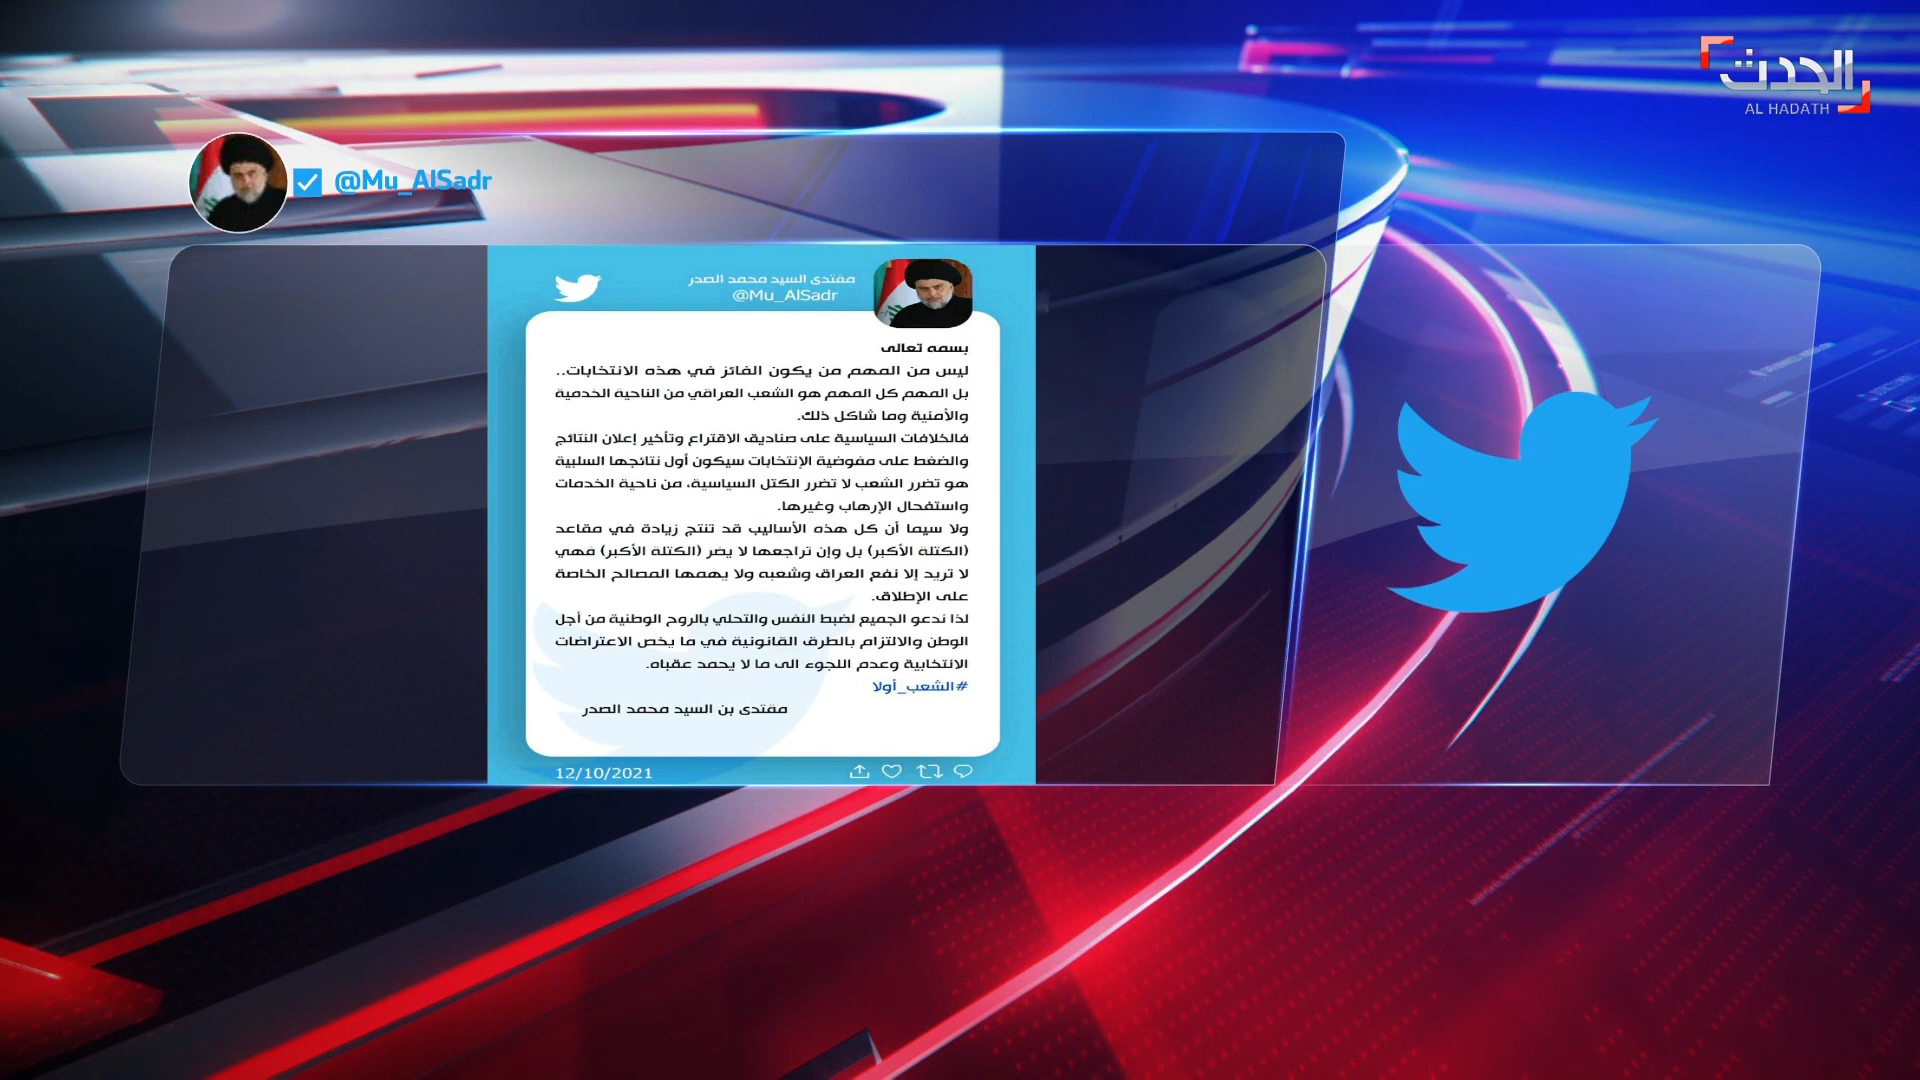 الحدث
AL HADATH
@Mu_AlSadr
مقتدى السيد محمد الصدر
@Mu_AlSadr
بسمه تعالى
ليس من المهم من يكون الفائز في هذه الانتخابات..
بل المهم كل المهم هو الشعب العراقي من الناحية الخدمية
والأمنية وما شاكل ذلك.
فالخلافات السياسية على صناديق الاقتراع وتأخير إعلان النتائج
والضغط على مفوضية الإنتخابات سيكون أول نتائجها السلبية
هو تضرر الشعب لا تضرر الكتل السياسية، من ناحية الخدمات
واستفحال الإرهاب وغيرها.
ولا سيما أن كل هذه الأساليب قد تنتج زيادة في مقاعد
(الكتلة الأكبر) بل وإن تراجعها لا يضر (الكتلة الأكبر) فهي
لا تريد إلا نفع العراق وشعبه ولا يهمها المصالح الخاصة
على الإطلاق.
لذا ندعو الجميع لضبط النفس والتحلي بالروح الوطنية من أجل
الوطن والالتزام بالطرق القانونية في ما يخص الاعتراضات
الانتخابية وعدم اللجوء الى ما لا يحمد عقباه.
#الشعب_أولا
مقتدى بن السيد محمد الصدر
12/10/2021